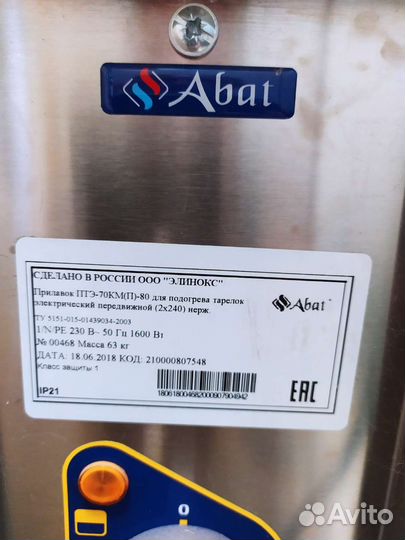 Abat
СДЕЛАНО В РОССИИ ООО "ЭЛИНОКС"
Прилавок ПТЭ-70КМ(П)-80 для подогрева тарелок
электрический передвижной (2х240) нерж.
Abat
ТУ 5151-015-01439034-2003
1/N/PE 230 В~ 50 Гц 1600 Вт
№ 00468 Масса 63 кг
ДАТА: 18.06.2018 КОД: 210000807548
Класс защиты 1
IP21
1806180046820000907904942
EAC
0
Avito